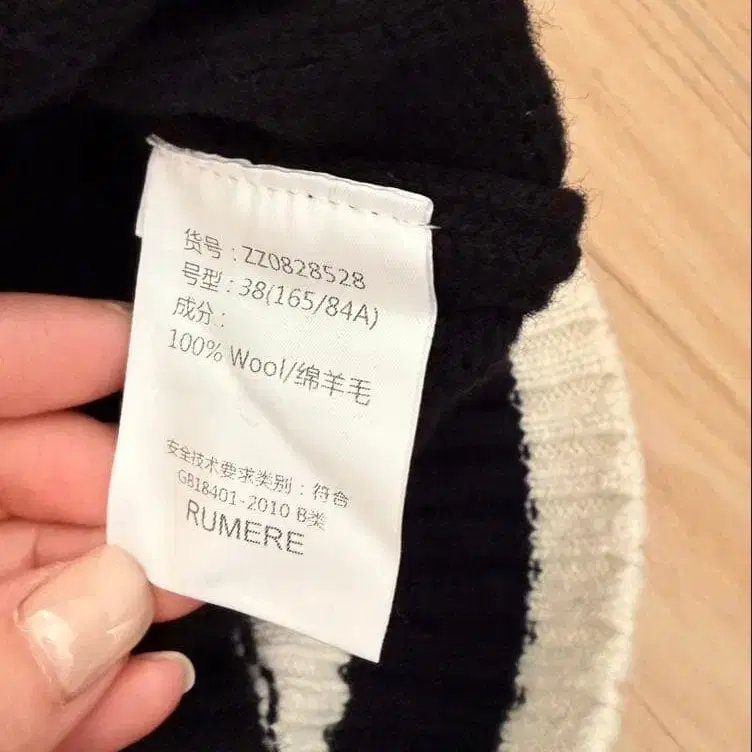 货号：ZZ0828528
号型：38(165/84A)
成分：
100% Wool/绵羊毛
安全技术要求类别：符合
GB18401-2010 B类
RUMERE